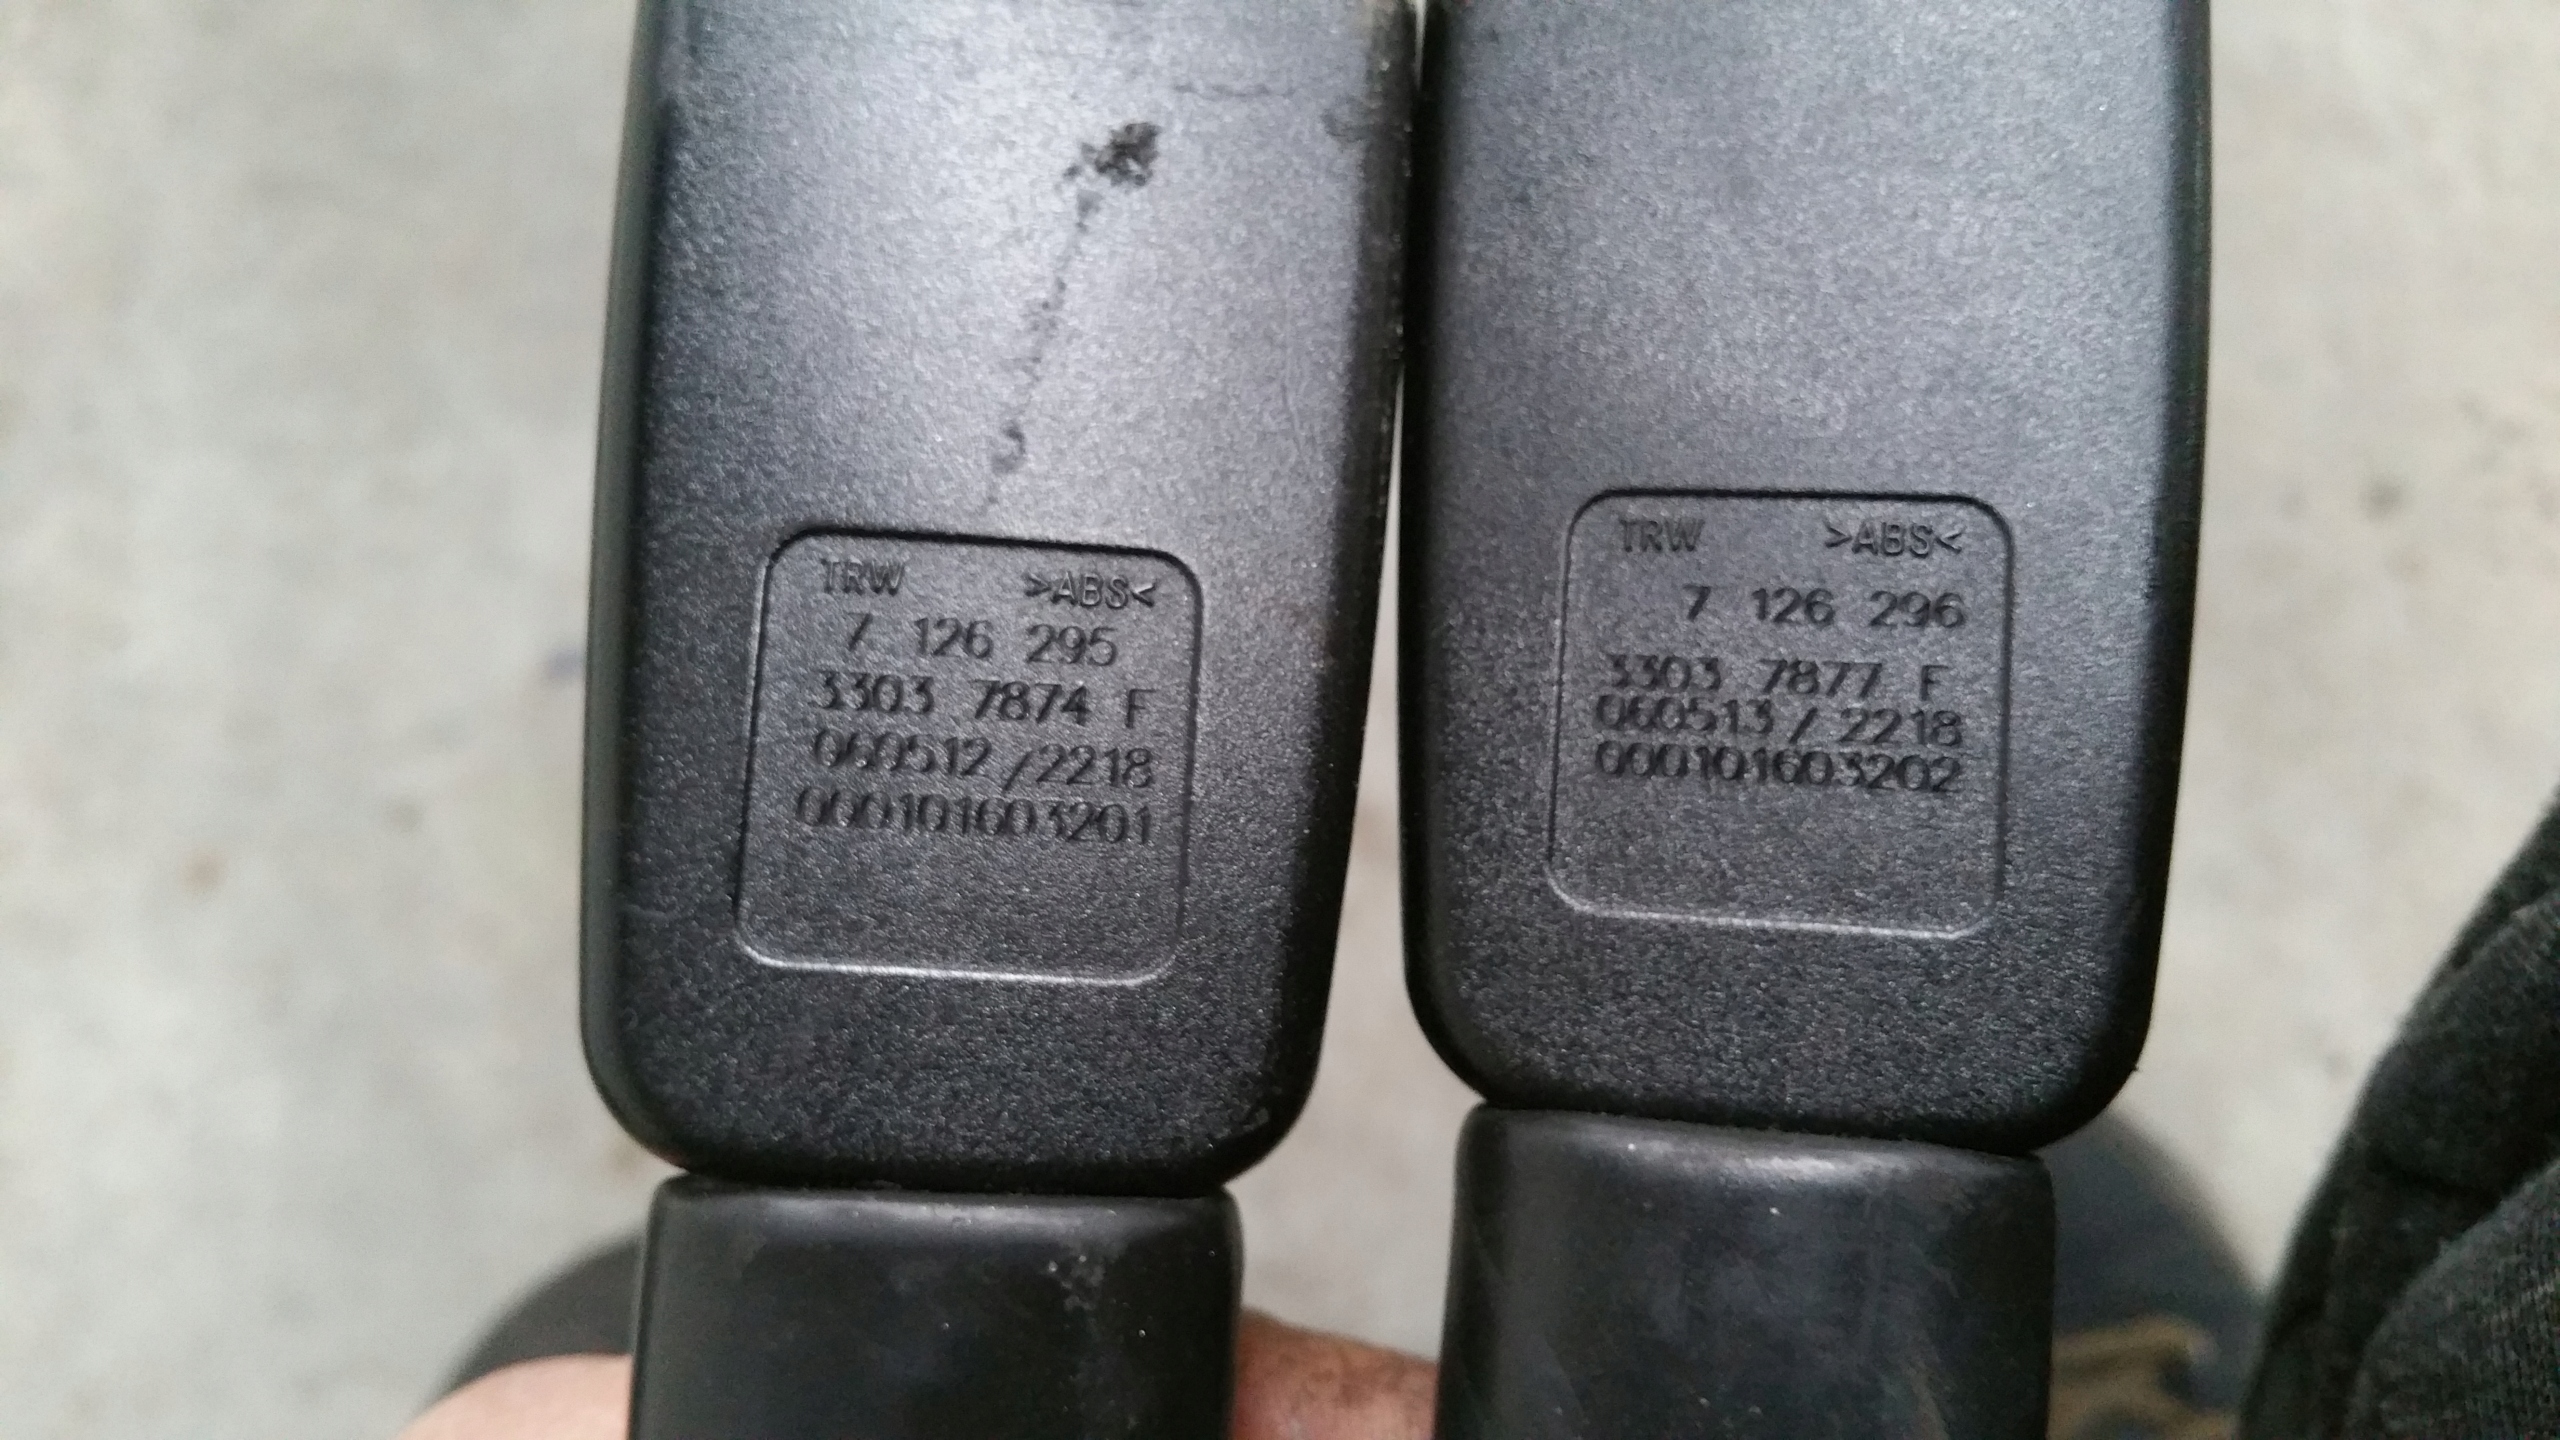 TRW >ABS<
7 126 295
3303 7874 F
060512/2218
000101603201
TRW >ABS<
7 126 296
3303 7877 F
060513/2218
000101603202